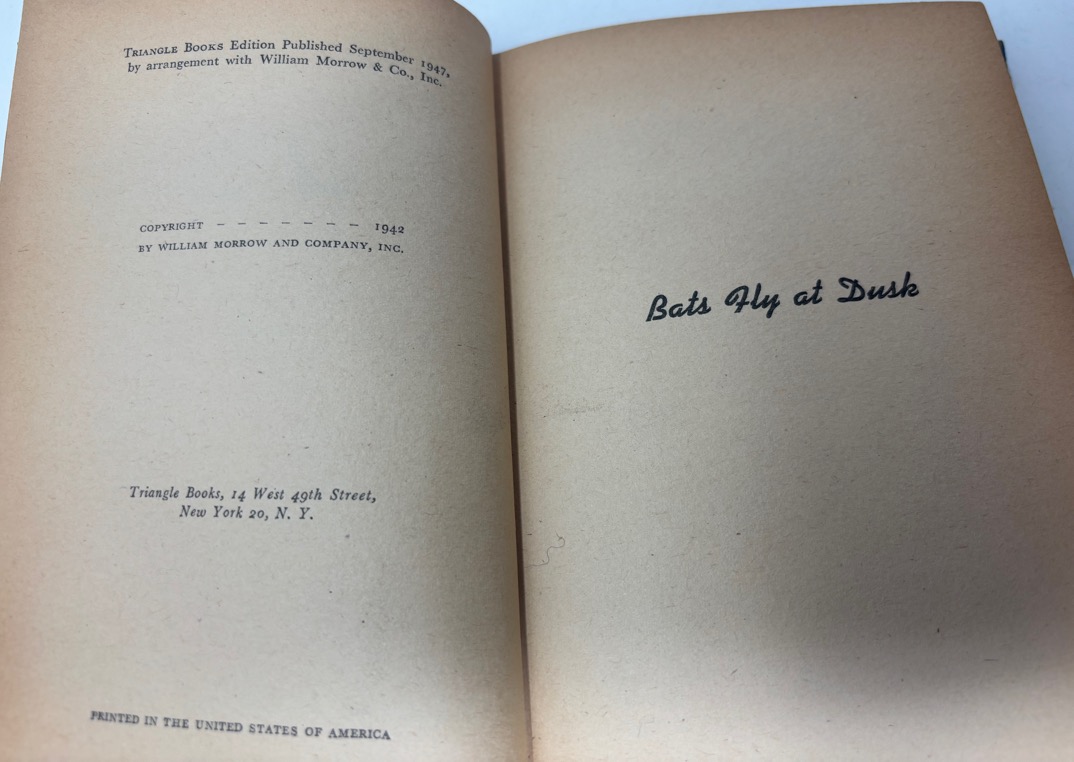 TRIANGLE BOOKS Edition Published September 1947,
by arrangement with William Morrow & Co., Inc.
COPYRIGHT – – – – – – – 1942
BY WILLIAM MORROW AND COMPANY, INC.
Triangle Books, 14 West 49th Street,
New York 20, N. Y.
PRINTED IN THE UNITED STATES OF AMERICA
Bats Fly at Dusk